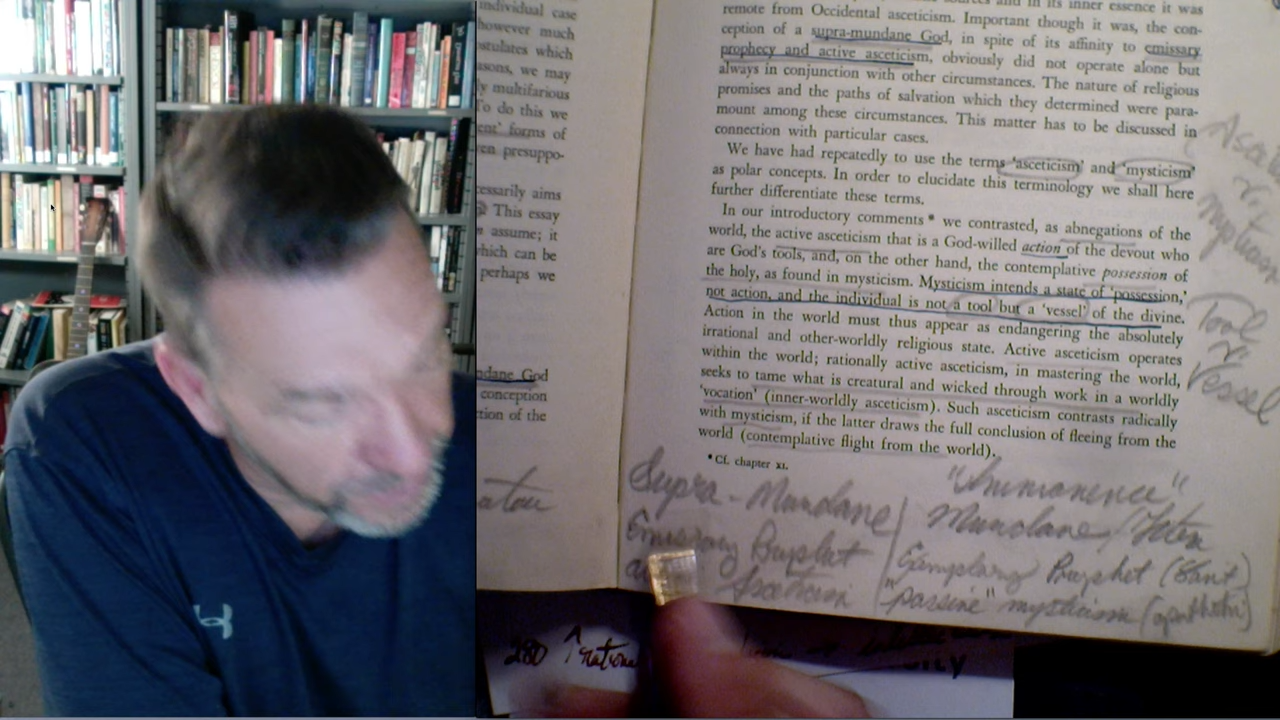 individual case
however much
ostulates which
asons, we may
ly multifarious
To do this we
ent' forms of
en presuppo-
cessarily aims
This essay
assume; it
which can be
perhaps we
ndane God
conception
tion of the
and in its inner essence it was
remote from Occidental asceticism. Important though it was, the con-
ception of a supra-mundane God, in spite of its affinity to emissary
prophecy and active asceticism, obviously did not operate alone but
always in conjunction with other circumstances. The nature of religious
promises and the paths of salvation which they determined were para-
mount among these circumstances. This matter has to be discussed in
connection with particular cases.
We have had repeatedly to use the terms 'asceticism' and 'mysticism'
as polar concepts. In order to elucidate this terminology we shall here
further differentiate these terms.
In our introductory comments * we contrasted, as abnegations of the
world, the active asceticism that is a God-willed action of the devout who
are God's tools, and, on the other hand, the contemplative possession of
the holy, as found in mysticism. Mysticism intends a state of 'possession,'
not action, and the individual is not a tool but a 'vessel' of the divine.
Action in the world must thus appear as endangering the absolutely
irrational and other-worldly religious state. Active asceticism operates
within the world; rationally active asceticism, in mastering the world,
seeks to tame what is creatural and wicked through work in a worldly
'vocation' (inner-worldly asceticism). Such asceticism contrasts radically
with mysticism, if the latter draws the full conclusion of fleeing from the
world (contemplative flight from the world).
* Cf. chapter XI.
Tool
v
Vessel
Supra-Mundane
Emissary Prophet
Asceticism
"Immanence"
Mundane /
Exemplary Prophet (
"passive" mysticism (
280